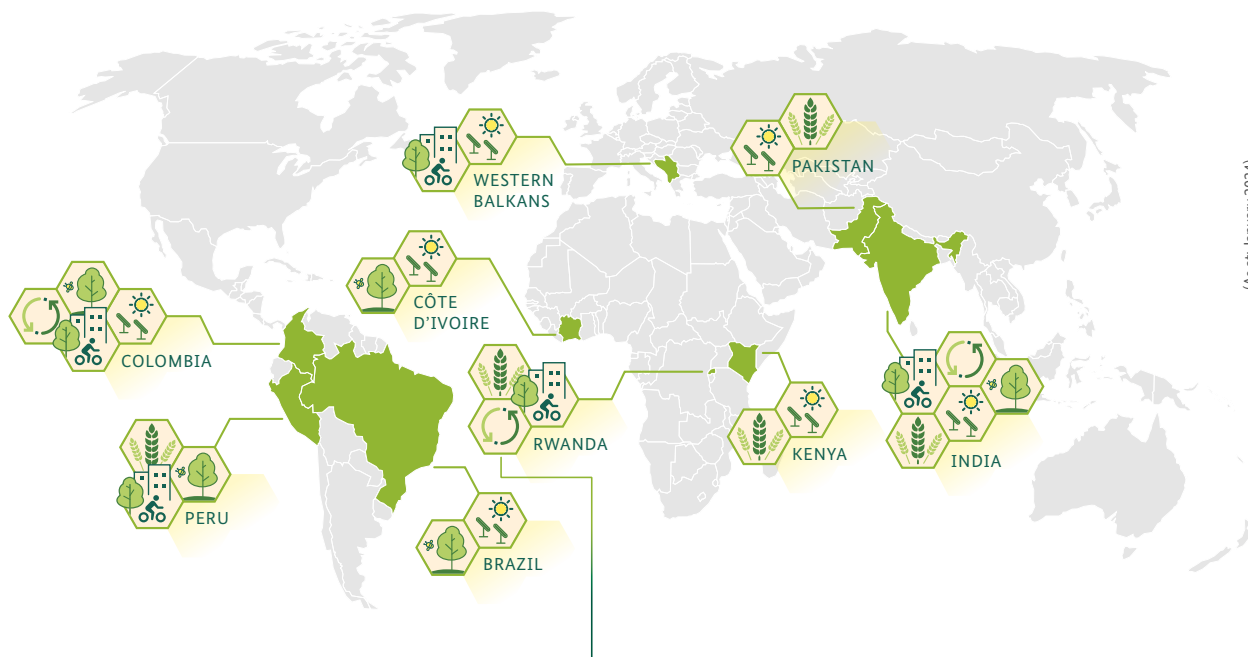 WESTERN
BALKANS
PAKISTAN
CÔTE
D'IVOIRE
COLOMBIA
RWANDA
KENYA
INDIA
PERU
BRAZIL